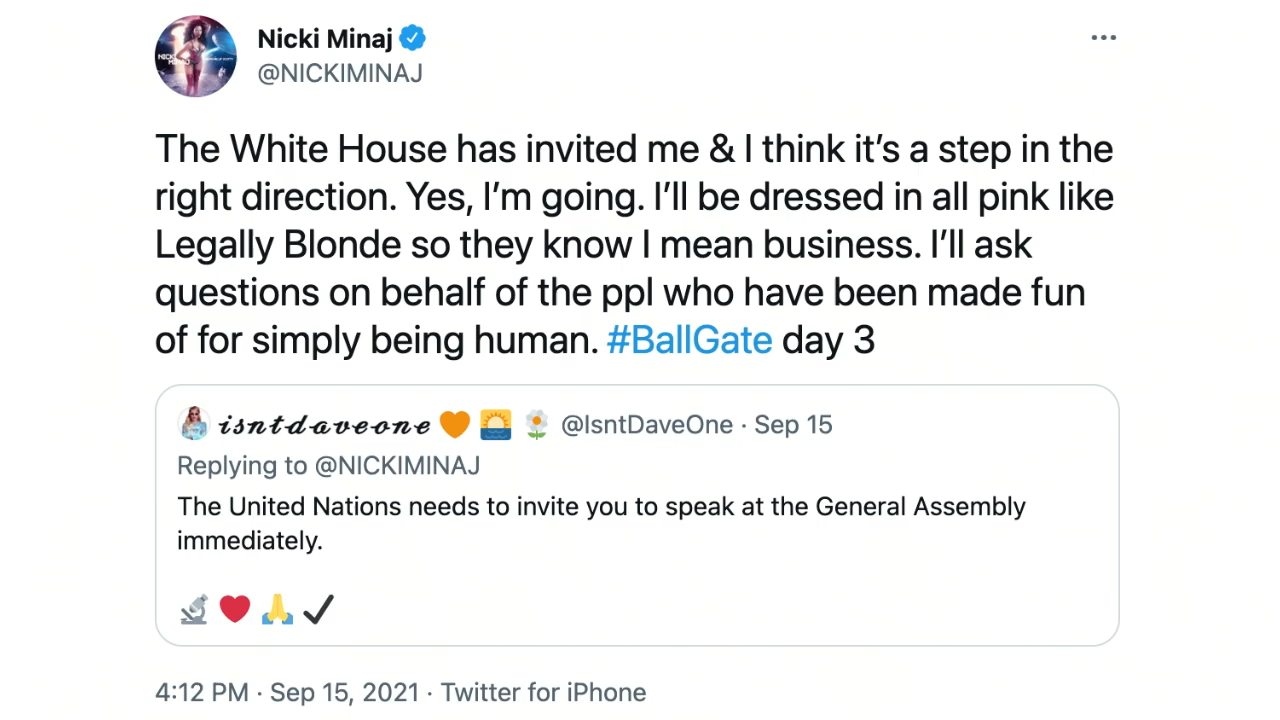 Nicki Minaj
@NICKIMINAJ
The White House has invited me & I think it’s a step in the
right direction. Yes, I’m going. I’ll be dressed in all pink like
Legally Blonde so they know I mean business. I’ll ask
questions on behalf of the ppl who have been made fun
of for simply being human. #BallGate day 3
𝓲𝓼𝓷𝓽𝓭𝓪𝓿𝓮𝓸𝓷𝓮 🧡 🌅 🌼 @IsntDaveOne · Sep 15
Replying to @NICKIMINAJ
The United Nations needs to invite you to speak at the General Assembly
immediately.
🔬 ❤️ 🙏 ✔️
4:12 PM · Sep 15, 2021 · Twitter for iPhone